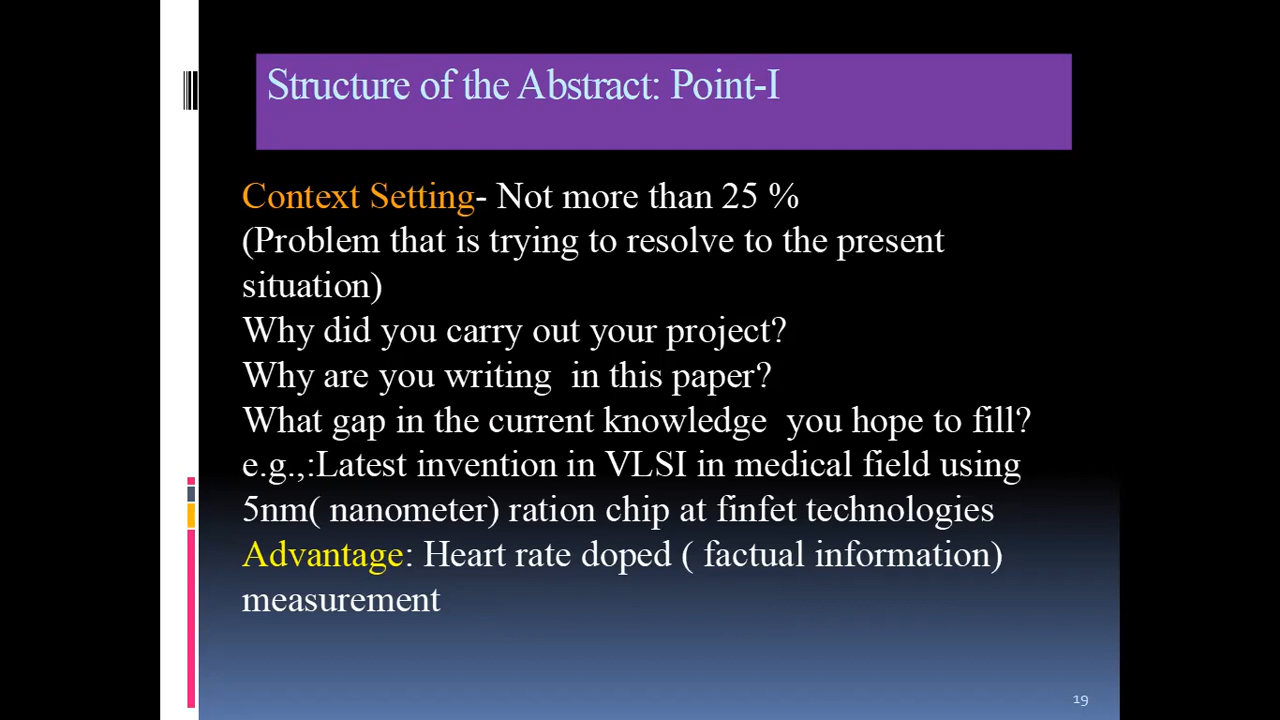 Structure of the Abstract: Point-I
Context Setting- Not more than 25 %
(Problem that is trying to resolve to the present
situation)
Why did you carry out your project?
Why are you writing  in this paper?
What gap in the current knowledge  you hope to fill?
e.g.,:Latest invention in VLSI in medical field using
5nm( nanometer) ration chip at finfet technologies
Advantage: Heart rate doped ( factual information)
measurement
19